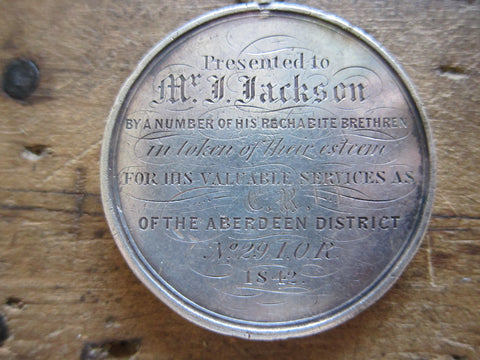 Presented to
Mr. J. Jackson
BY A NUMBER OF HIS RECHABITE BRETHREN
in token of their esteem
FOR HIS VALUABLE SERVICES AS
C.R.
OF THE ABERDEEN DISTRICT
No. 29 I.O.R.
1842.